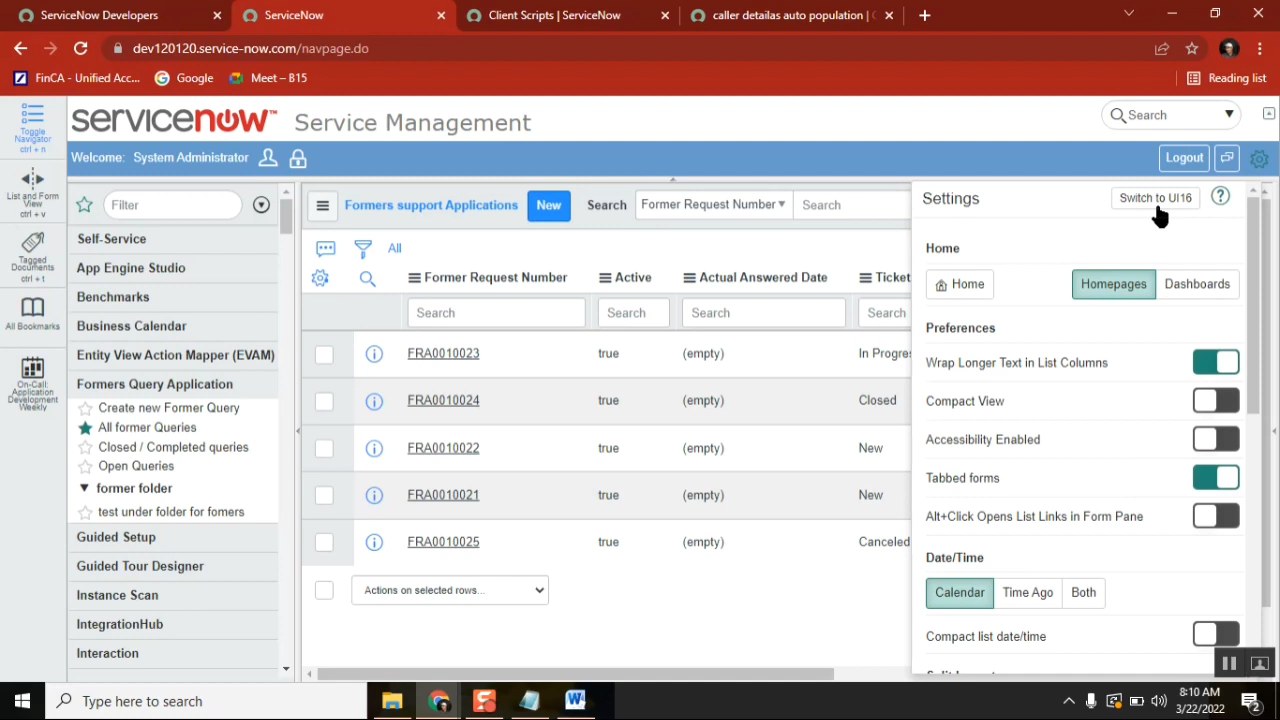 ServiceNow Developers
ServiceNow
Client Scripts | ServiceNow
caller detailas auto population |
dev120120.service-now.com/navpage.do
FinCA - Unified Acc...
Google
Meet – B15
Reading list
Toggle
Navigator
ctrl + n
servicenow™ Service Management
Search
Welcome: System Administrator
Logout
List and Form
View
ctrl + v
Filter
Formers support Applications
New
Search
Former Request Number
Search
Settings
Switch to UI16
Tagged
Documents
ctrl + t
All Bookmarks
On-Call:
Application
Development
Weekly
Self-Service
App Engine Studio
Benchmarks
Business Calendar
Entity View Action Mapper (EVAM)
Formers Query Application
Create new Former Query
All former Queries
Closed / Completed queries
Open Queries
former folder
test under folder for fomers
Guided Setup
Guided Tour Designer
Instance Scan
IntegrationHub
Interaction
All
Former Request Number Active Actual Answered Date Ticket
Search Search Search Search
FRA0010023 true (empty) In Progres
FRA0010024 true (empty) Closed
FRA0010022 true (empty) New
FRA0010021 true (empty) New
FRA0010025 true (empty) Canceled
Actions on selected rows...
Home
Home
Homepages Dashboards
Preferences
Wrap Longer Text in List Columns
Compact View
Accessibility Enabled
Tabbed forms
Alt+Click Opens List Links in Form Pane
Date/Time
Calendar Time Ago Both
Compact list date/time
Type here to search
8:10 AM
3/22/2022
2